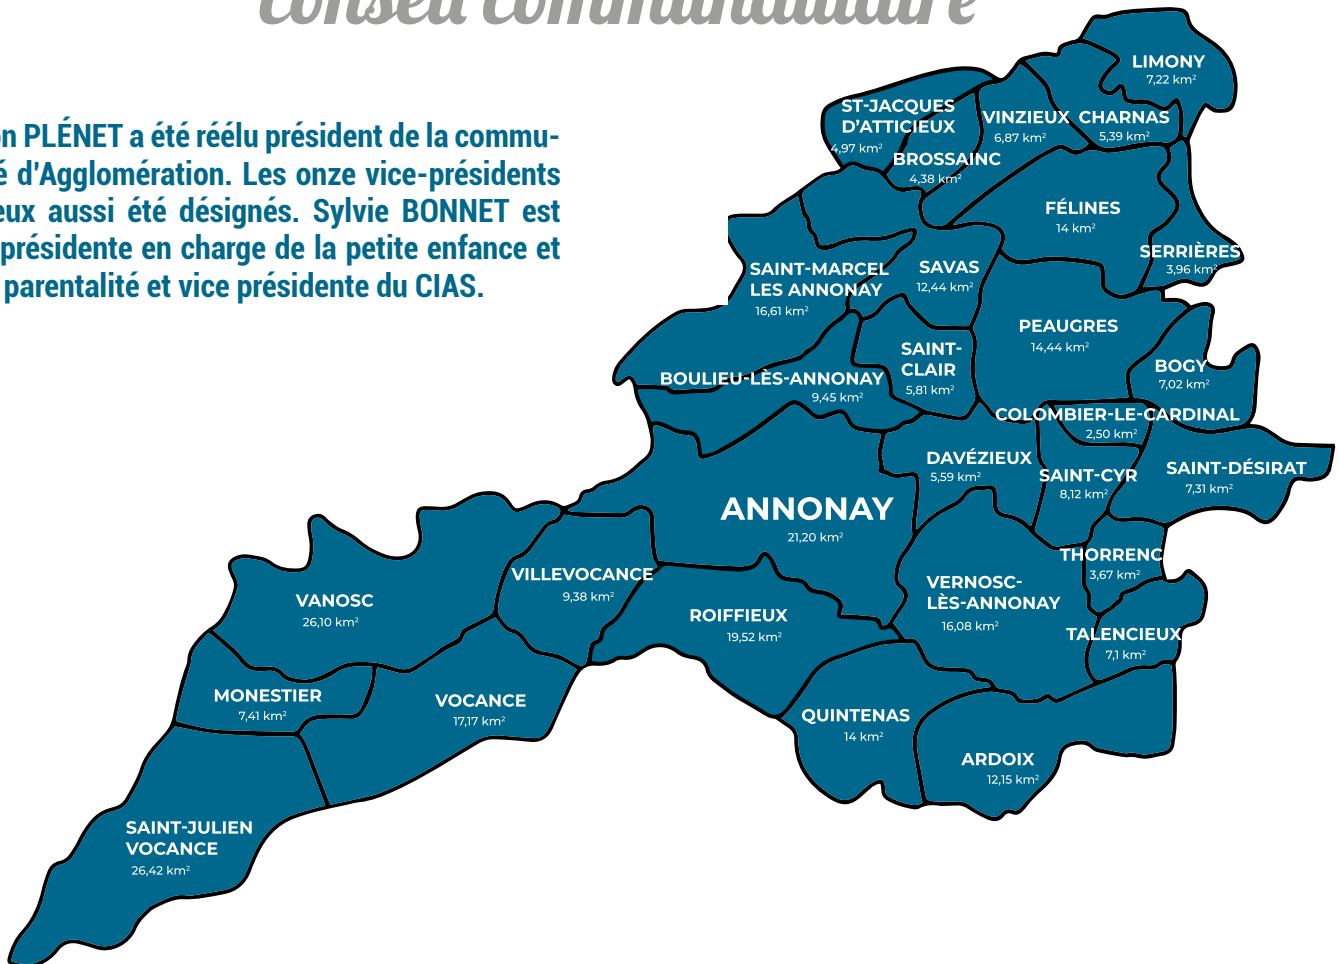 Conseil Communautaire
on PLÉNET a été réélu président de la commu-
é d'Agglomération. Les onze vice-présidents
eux aussi été désignés. Sylvie BONNET est
présidente en charge de la petite enfance et
parentalité et vice présidente du CIAS.
LIMONY
7,22 km²
ST-JACQUES
D'ATTICIEUX
4,97 km²
VINZIEUX
6,87 km²
CHARNAS
5,39 km²
BROSSAINC
4,38 km²
FÉLINES
14 km²
SERRIÈRES
3,96 km²
SAINT-MARCEL
LES ANNONAY
16,61 km²
SAVAS
12,44 km²
PEAUGRES
14,44 km²
SAINT-
CLAIR
5,81 km²
BOGY
7,02 km²
BOULIEU-LÈS-ANNONAY
9,45 km²
COLOMBIER-LE-CARDINAL
2,50 km²
DAVÉZIEUX
5,59 km²
SAINT-CYR
8,12 km²
SAINT-DÉSIRAT
7,31 km²
ANNONAY
21,20 km²
THORRENC
3,67 km²
VILLEVOCANCE
9,38 km²
VERNOSC-
LÈS-ANNONAY
16,08 km²
VANOSC
26,10 km²
ROIFFIEUX
19,52 km²
TALENCIEUX
7,1 km²
MONESTIER
7,41 km²
VOCANCE
17,17 km²
QUINTENAS
14 km²
ARDOIX
12,15 km²
SAINT-JULIEN
VOCANCE
26,42 km²